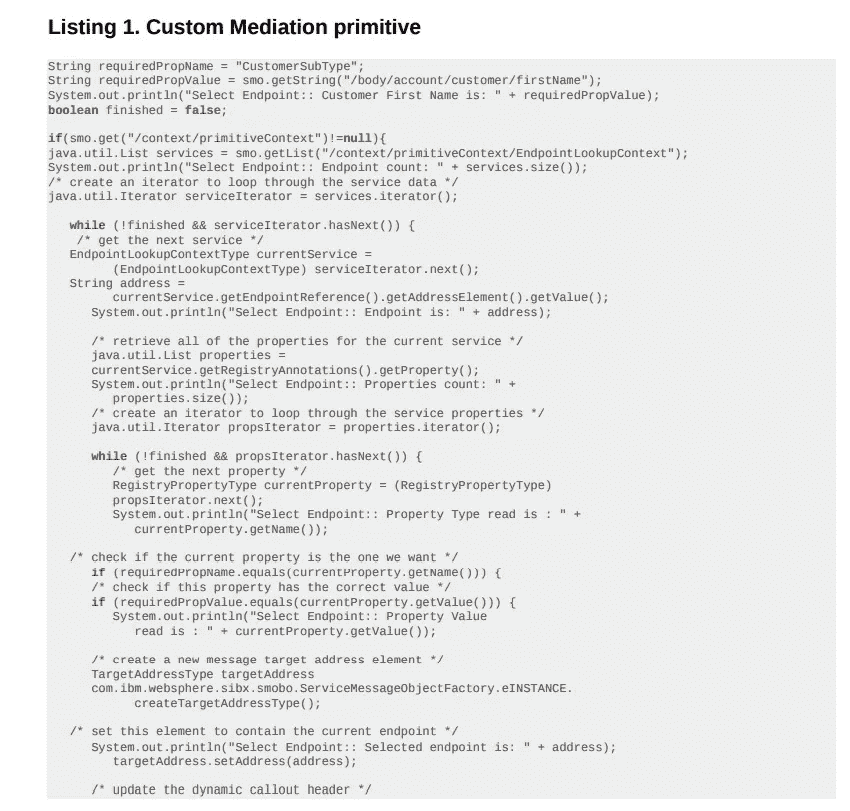 Listing 1. Custom Mediation primitive
String requiredPropName = "CustomerSubType";
String requiredPropValue = smo.getString("/body/account/customer/firstName");
System.out.println("Select Endpoint:: Customer First Name is: " + requiredPropValue);
boolean finished = false;
if(smo.get("/context/primitiveContext")!=null){
java.util.List services = smo.getList("/context/primitiveContext/EndpointLookupContext");
System.out.println("Select Endpoint:: Endpoint count: " + services.size());
/* create an iterator to loop through the service data */
java.util.Iterator serviceIterator = services.iterator();
while (!finished && serviceIterator.hasNext()) {
/* get the next service */
EndpointLookupContextType currentService =
(EndpointLookupContextType) serviceIterator.next();
String address =
currentService.getEndpointReference().getAddressElement().getValue();
System.out.println("Select Endpoint:: Endpoint is: " + address);
/* retrieve all of the properties for the current service */
java.util.List properties =
currentService.getRegistryAnnotations().getProperty();
System.out.println("Select Endpoint:: Properties count: " +
properties.size());
/* create an iterator to loop through the service properties */
java.util.Iterator propsIterator = properties.iterator();
while (!finished && propsIterator.hasNext()) {
/* get the next property */
RegistryPropertyType currentProperty = (RegistryPropertyType)
propsIterator.next();
System.out.println("Select Endpoint:: Property Type read is : " +
currentProperty.getName());
/* check if the current property is the one we want */
if (requiredPropName.equals(currentProperty.getName())) {
/* check if this property has the correct value */
if (requiredPropValue.equals(currentProperty.getValue())) {
System.out.println("Select Endpoint:: Property Value
read is : " + currentProperty.getValue());
/* create a new message target address element */
TargetAddressType targetAddress
com.ibm.websphere.sibx.smobo.ServiceMessageObjectFactory.eINSTANCE.
createTargetAddressType();
/* set this element to contain the current endpoint */
System.out.println("Select Endpoint:: Selected endpoint is: " + address);
targetAddress.setAddress(address);
/* update the dynamic callout header */